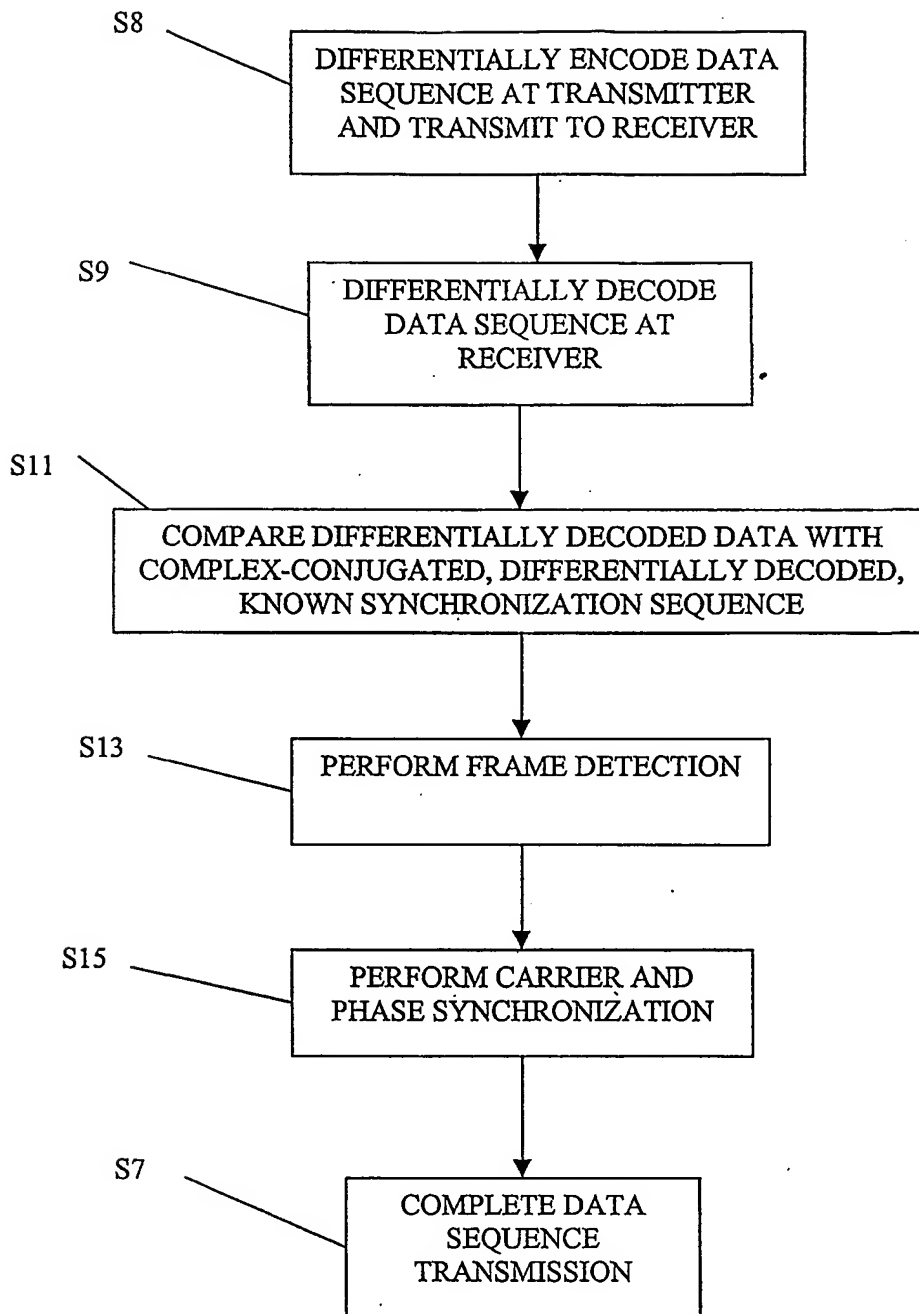 S8
DIFFERENTIALLY ENCODE DATA
SEQUENCE AT TRANSMITTER
AND TRANSMIT TO RECEIVER
S9
DIFFERENTIALLY DECODE
DATA SEQUENCE AT
RECEIVER
S11
COMPARE DIFFERENTIALLY DECODED DATA WITH
COMPLEX-CONJUGATED, DIFFERENTIALLY DECODED,
KNOWN SYNCHRONIZATION SEQUENCE
S13
PERFORM FRAME DETECTION
S15
PERFORM CARRIER AND
PHASE SYNCHRONIZATION
S7
COMPLETE DATA
SEQUENCE
TRANSMISSION